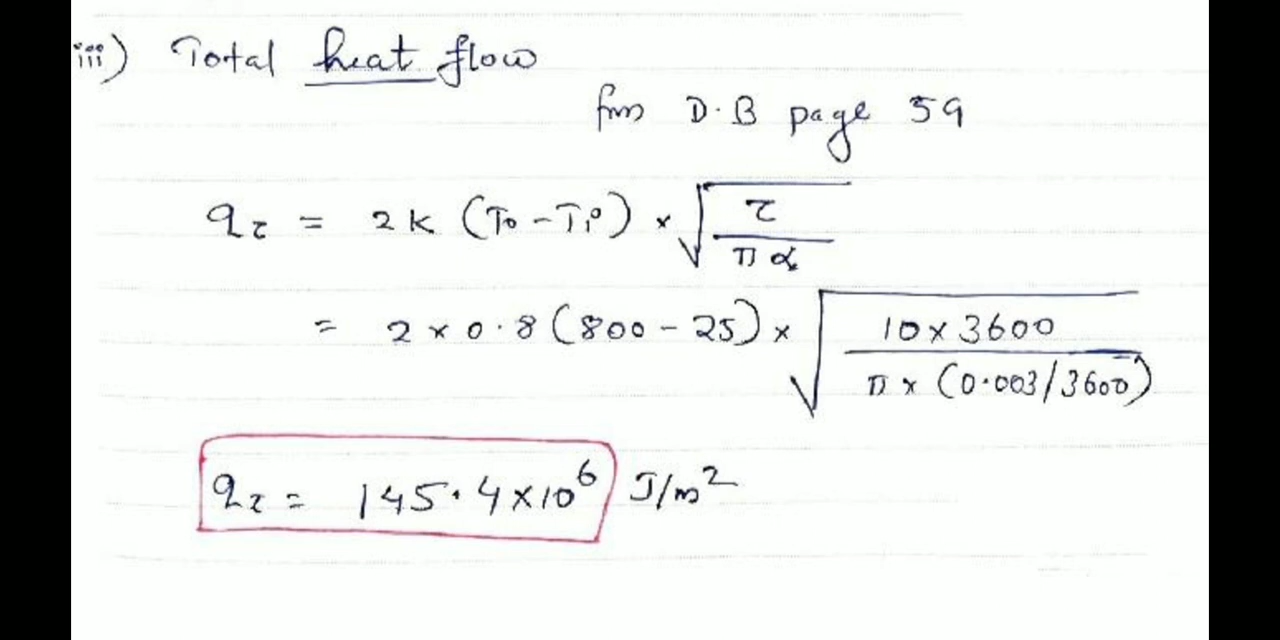 iii) Total heat flow
from D.B page 59
qτ = 2K (To - Ti) × √(τ / πα)
= 2 × 0.8 (800 - 25) × √(10 × 3600 / π × (0.003/3600))
qτ = 145.4 × 10⁶ J/m²